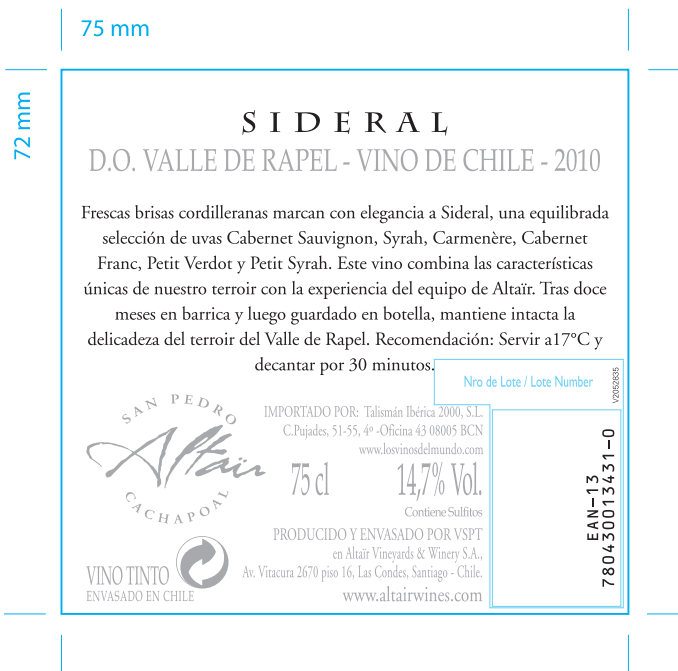 75 mm
72 mm
SIDERAL
D.O. VALLE DE RAPEL - VINO DE CHILE - 2010
Frescas brisas cordilleranas marcan con elegancia a Sideral, una equilibrada
selección de uvas Cabernet Sauvignon, Syrah, Carmenère, Cabernet
Franc, Petit Verdot y Petit Syrah. Este vino combina las características
únicas de nuestro terroir con la experiencia del equipo de Altaïr. Tras doce
meses en barrica y luego guardado en botella, mantiene intacta la
delicadeza del terroir del Valle de Rapel. Recomendación: Servir a17°C y
decantar por 30 minutos.
Nro de Lote / Lote Number
V2052835
SAN PEDRO
Altaïr
CACHAPOAL
IMPORTADO POR: Talismán Ibérica 2000, S.L.
C.Pujades, 51-55, 4º -Oficina 43 08005 BCN
www.losvinosdelmundo.com
75 cl 14,7% Vol.
Contiene Sulfitos
PRODUCIDO Y ENVASADO POR VSPT
en Altaïr Vineyards & Winery S.A.,
Av. Vitacura 2670 piso 16, Las Condes, Santiago - Chile.
www.altairwines.com
VINO TINTO
ENVASADO EN CHILE
EAN-13
7804300013431-0